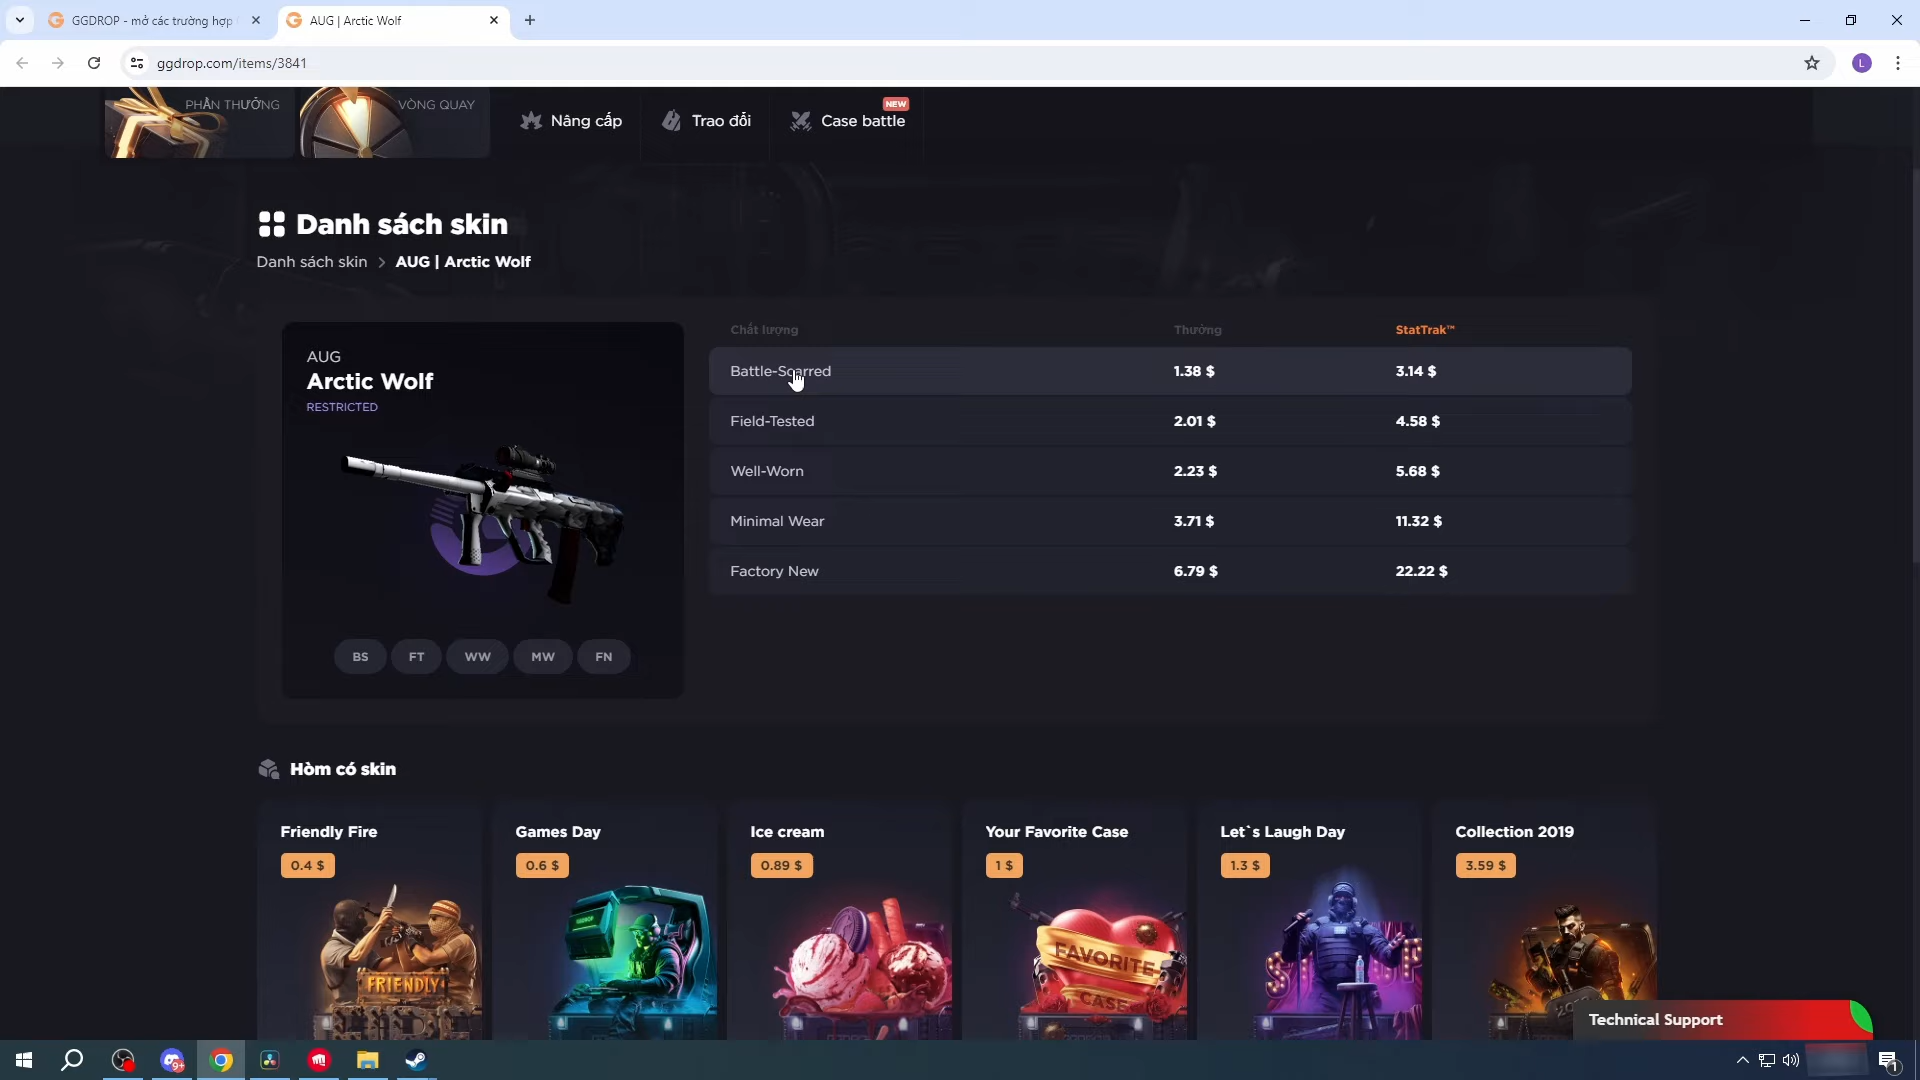 GGDROP - mở các trường hợp
AUG | Arctic Wolf
ggdrop.com/items/3841
L
PHẦN THƯỞNG
VÒNG QUAY
Nâng cấp
Trao đổi
NEW
Case battle
Danh sách skin
Danh sách skin > AUG | Arctic Wolf
AUG
Arctic Wolf
RESTRICTED
BS FT WW MW FN
Chất lượng Thường StatTrak™
Battle-Scarred 1.38 $ 3.14 $
Field-Tested 2.01 $ 4.58 $
Well-Worn 2.23 $ 5.68 $
Minimal Wear 3.71 $ 11.32 $
Factory New 6.79 $ 22.22 $
Hòm có skin
Friendly Fire
0.4 $
FRIENDLY
Games Day
0.6 $
GGDROP
Ice cream
0.89 $
Your Favorite Case
1 $
FAVORITE
CASE
Let`s Laugh Day
1.3 $
Collection 2019
3.59 $
Technical Support
9+
1